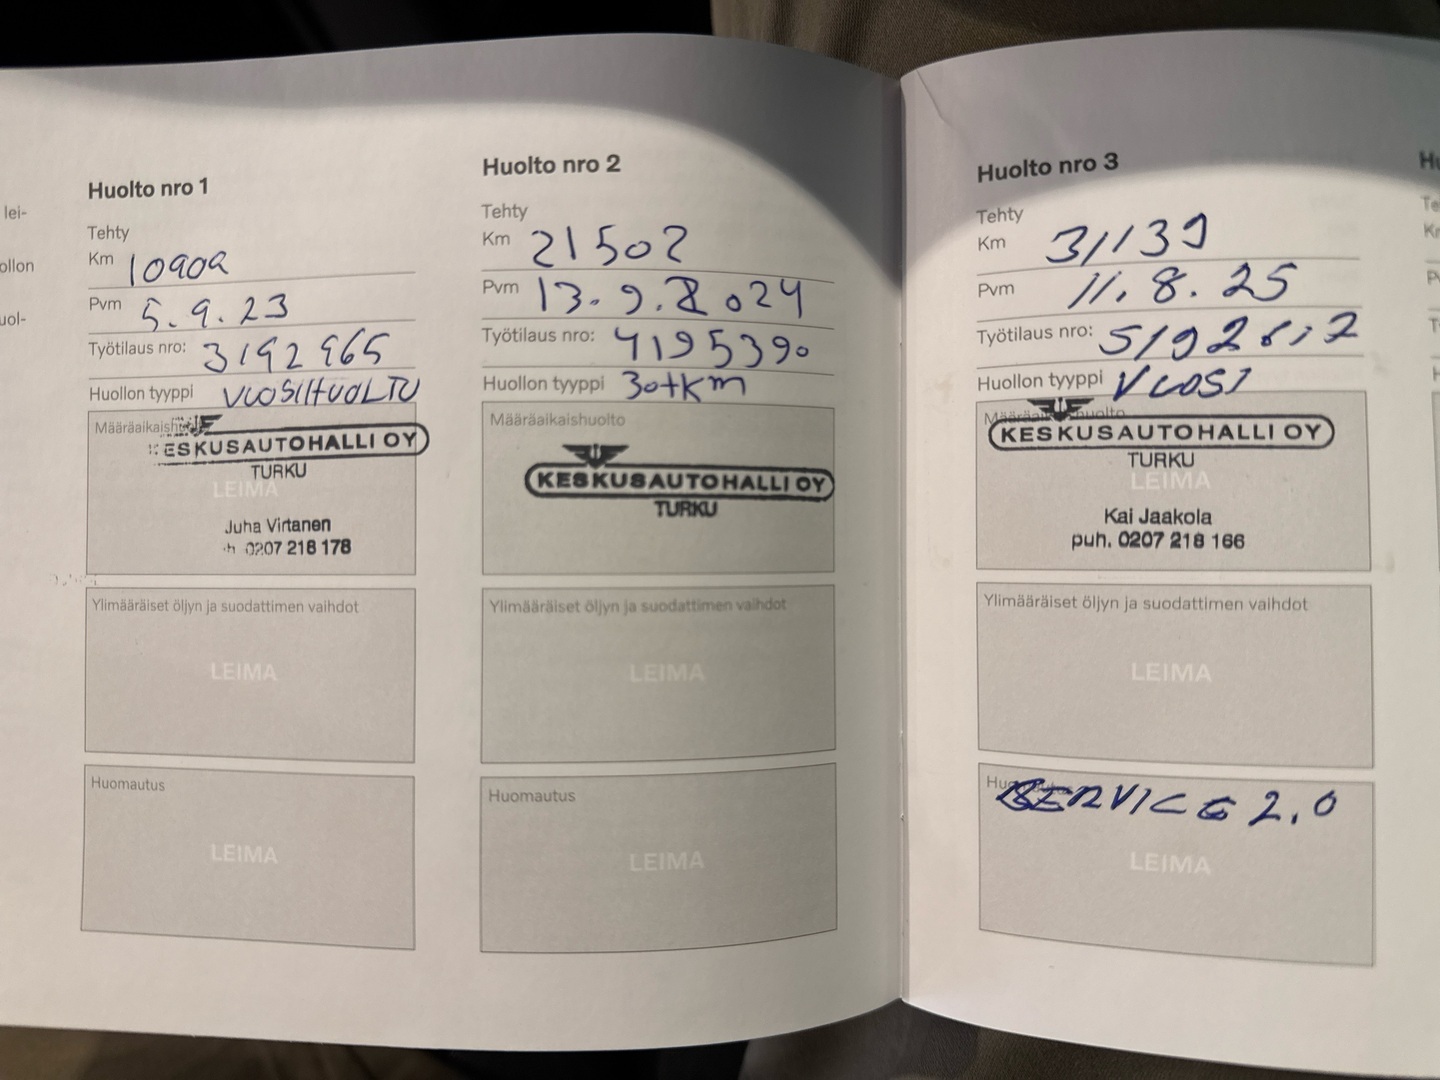 lei-
ollon
uol-
Huolto nro 1
Tehty
Km 10909
Pvm 5.9.23
Työtilaus nro: 3192965
Huollon tyyppi VUOSIHUOLTO
Määräaikaishuolto
KESKUSAUTOHALLI OY
TURKU
LEIMA
Juha Virtanen
0207 218 178
Ylimääräiset öljyn ja suodattimen vaihdot
LEIMA
Huomautus
LEIMA
Huolto nro 2
Tehty
Km 21502
Pvm 13.9.2024
Työtilaus nro: 4195390
Huollon tyyppi 30tkm
Määräaikaishuolto
KESKUSAUTOHALLI OY
TURKU
Ylimääräiset öljyn ja suodattimen vaihdot
LEIMA
Huomautus
LEIMA
Huolto nro 3
Tehty
Km 31139
Pvm 11.8.25
Työtilaus nro:
Huollon tyyppi VUOSI
Määräaikaishuolto
KESKUSAUTOHALLI OY
TURKU
LEIMA
Kai Jaakola
puh. 0207 218 166
Ylimääräiset öljyn ja suodattimen vaihdot
LEIMA
SERVICE 2.0
LEIMA